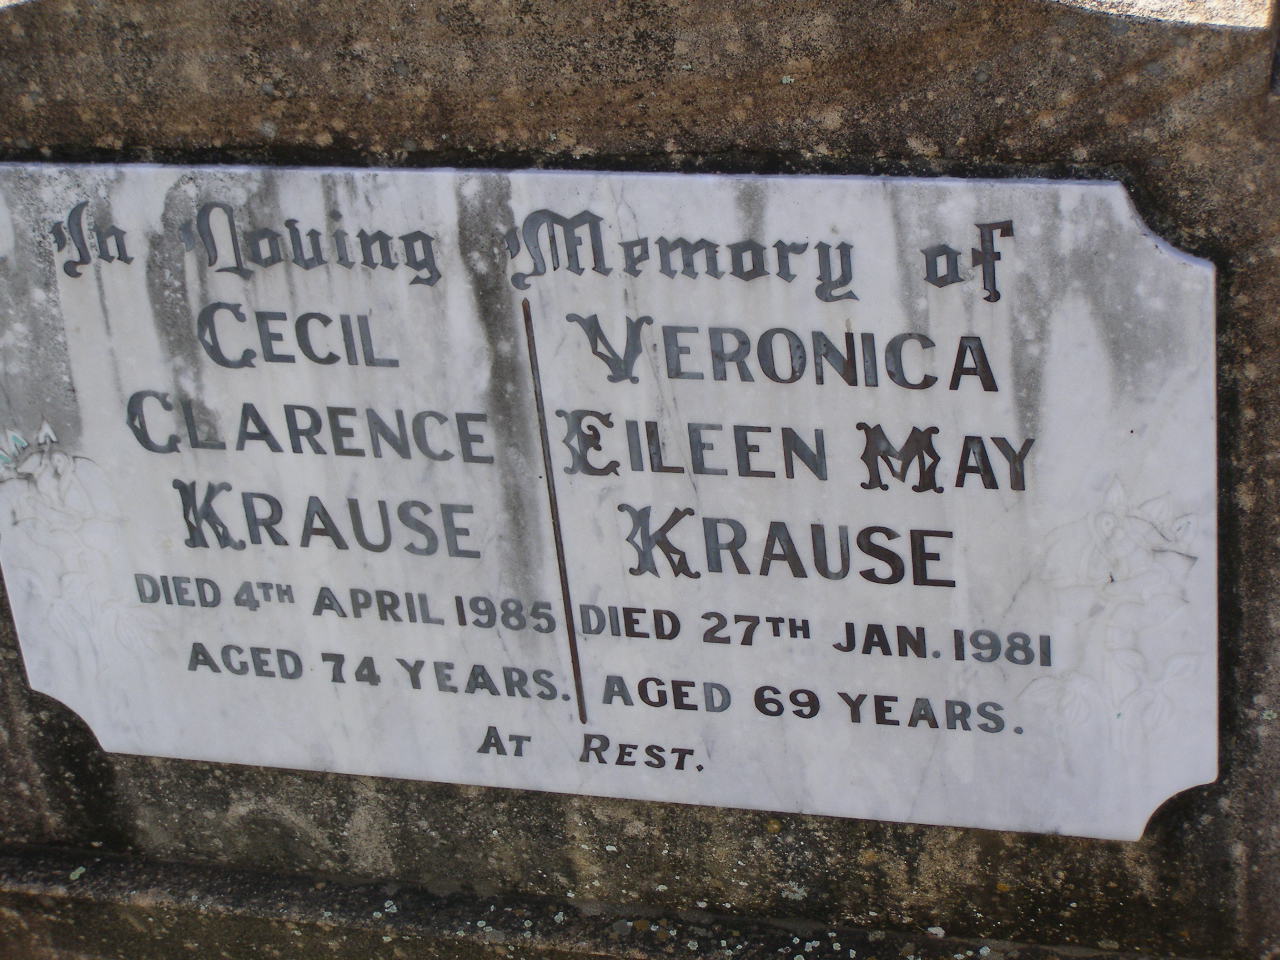 In Loving Memory of
CECIL
CLARENCE
KRAUSE
DIED 4TH APRIL 1985
AGED 74 YEARS.
VERONICA
EILEEN MAY
KRAUSE
DIED 27TH JAN. 1981
AGED 69 YEARS.
AT REST.